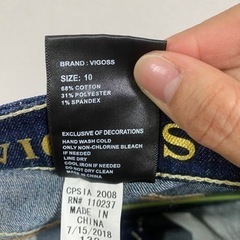 BRAND: VIGOSS
SIZE: 10
68% COTTON
31% POLYESTER
1% SPANDEX
EXCLUSIVE OF DECORATIONS
HAND WASH COLD
ONLY NON-CHLORINE BLEACH
IF NEEDED
LINE DRY
COOL IRON IF NEEDED
DO NOT DRY CLEAN
VIGO S
CPSIA 2008
RN# 110237
MADE IN
CHINA
7/15/2018